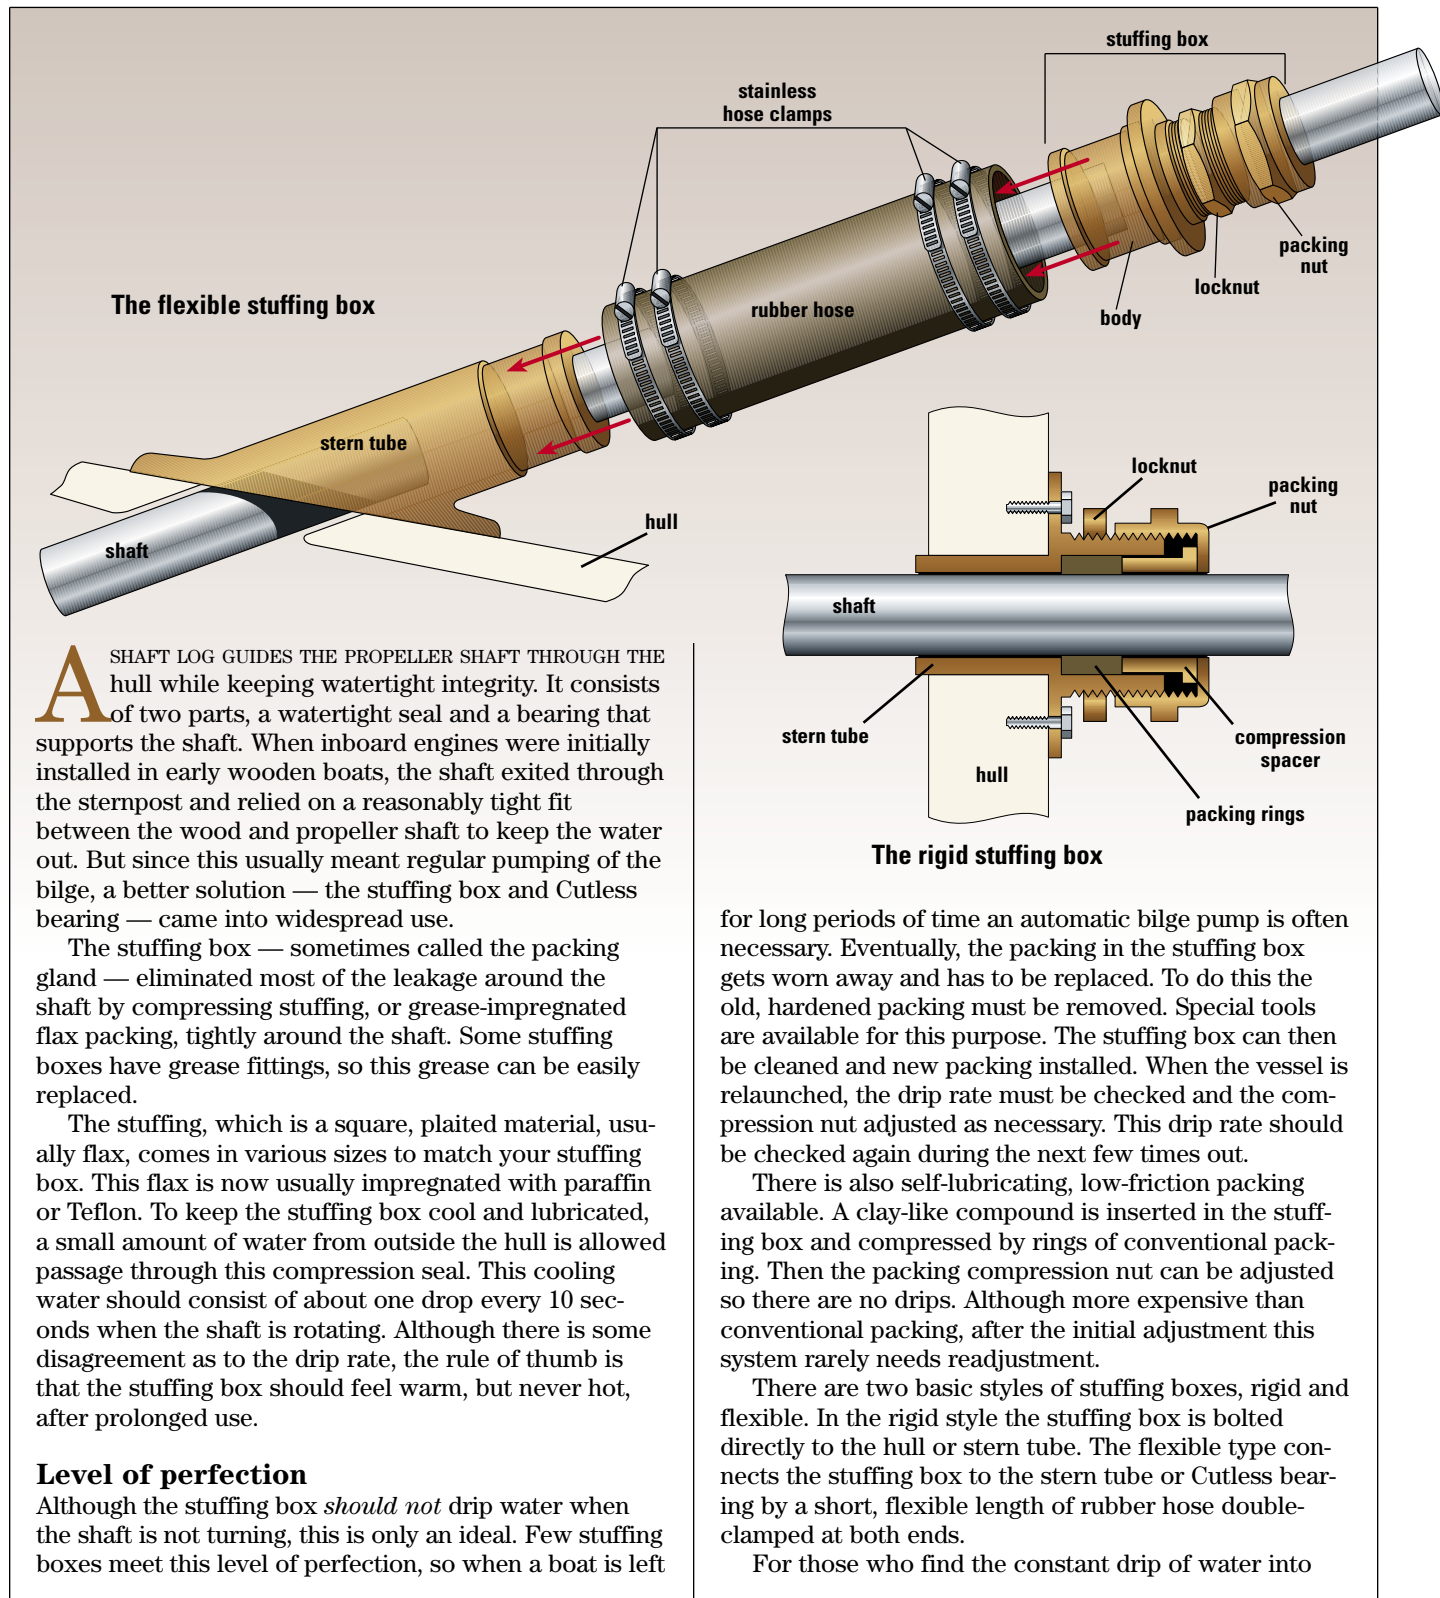 stuffing box
stainless
hose clamps
packing
nut
locknut
body
rubber hose
The flexible stuffing box
stern tube
hull
shaft
locknut
packing
nut
shaft
stern tube
hull
compression
spacer
packing rings
The rigid stuffing box
A SHAFT LOG GUIDES THE PROPELLER SHAFT THROUGH THE
hull while keeping watertight integrity. It consists
of two parts, a watertight seal and a bearing that
supports the shaft. When inboard engines were initially
installed in early wooden boats, the shaft exited through
the sternpost and relied on a reasonably tight fit
between the wood and propeller shaft to keep the water
out. But since this usually meant regular pumping of the
bilge, a better solution — the stuffing box and Cutless
bearing — came into widespread use.
The stuffing box — sometimes called the packing
gland — eliminated most of the leakage around the
shaft by compressing stuffing, or grease-impregnated
flax packing, tightly around the shaft. Some stuffing
boxes have grease fittings, so this grease can be easily
replaced.
The stuffing, which is a square, plaited material, usu-
ally flax, comes in various sizes to match your stuffing
box. This flax is now usually impregnated with paraffin
or Teflon. To keep the stuffing box cool and lubricated,
a small amount of water from outside the hull is allowed
passage through this compression seal. This cooling
water should consist of about one drop every 10 sec-
onds when the shaft is rotating. Although there is some
disagreement as to the drip rate, the rule of thumb is
that the stuffing box should feel warm, but never hot,
after prolonged use.
Level of perfection
Although the stuffing box should not drip water when
the shaft is not turning, this is only an ideal. Few stuffing
boxes meet this level of perfection, so when a boat is left
for long periods of time an automatic bilge pump is often
necessary. Eventually, the packing in the stuffing box
gets worn away and has to be replaced. To do this the
old, hardened packing must be removed. Special tools
are available for this purpose. The stuffing box can then
be cleaned and new packing installed. When the vessel is
relaunched, the drip rate must be checked and the com-
pression nut adjusted as necessary. This drip rate should
be checked again during the next few times out.
There is also self-lubricating, low-friction packing
available. A clay-like compound is inserted in the stuff-
ing box and compressed by rings of conventional pack-
ing. Then the packing compression nut can be adjusted
so there are no drips. Although more expensive than
conventional packing, after the initial adjustment this
system rarely needs readjustment.
There are two basic styles of stuffing boxes, rigid and
flexible. In the rigid style the stuffing box is bolted
directly to the hull or stern tube. The flexible type con-
nects the stuffing box to the stern tube or Cutless bear-
ing by a short, flexible length of rubber hose double-
clamped at both ends.
For those who find the constant drip of water into